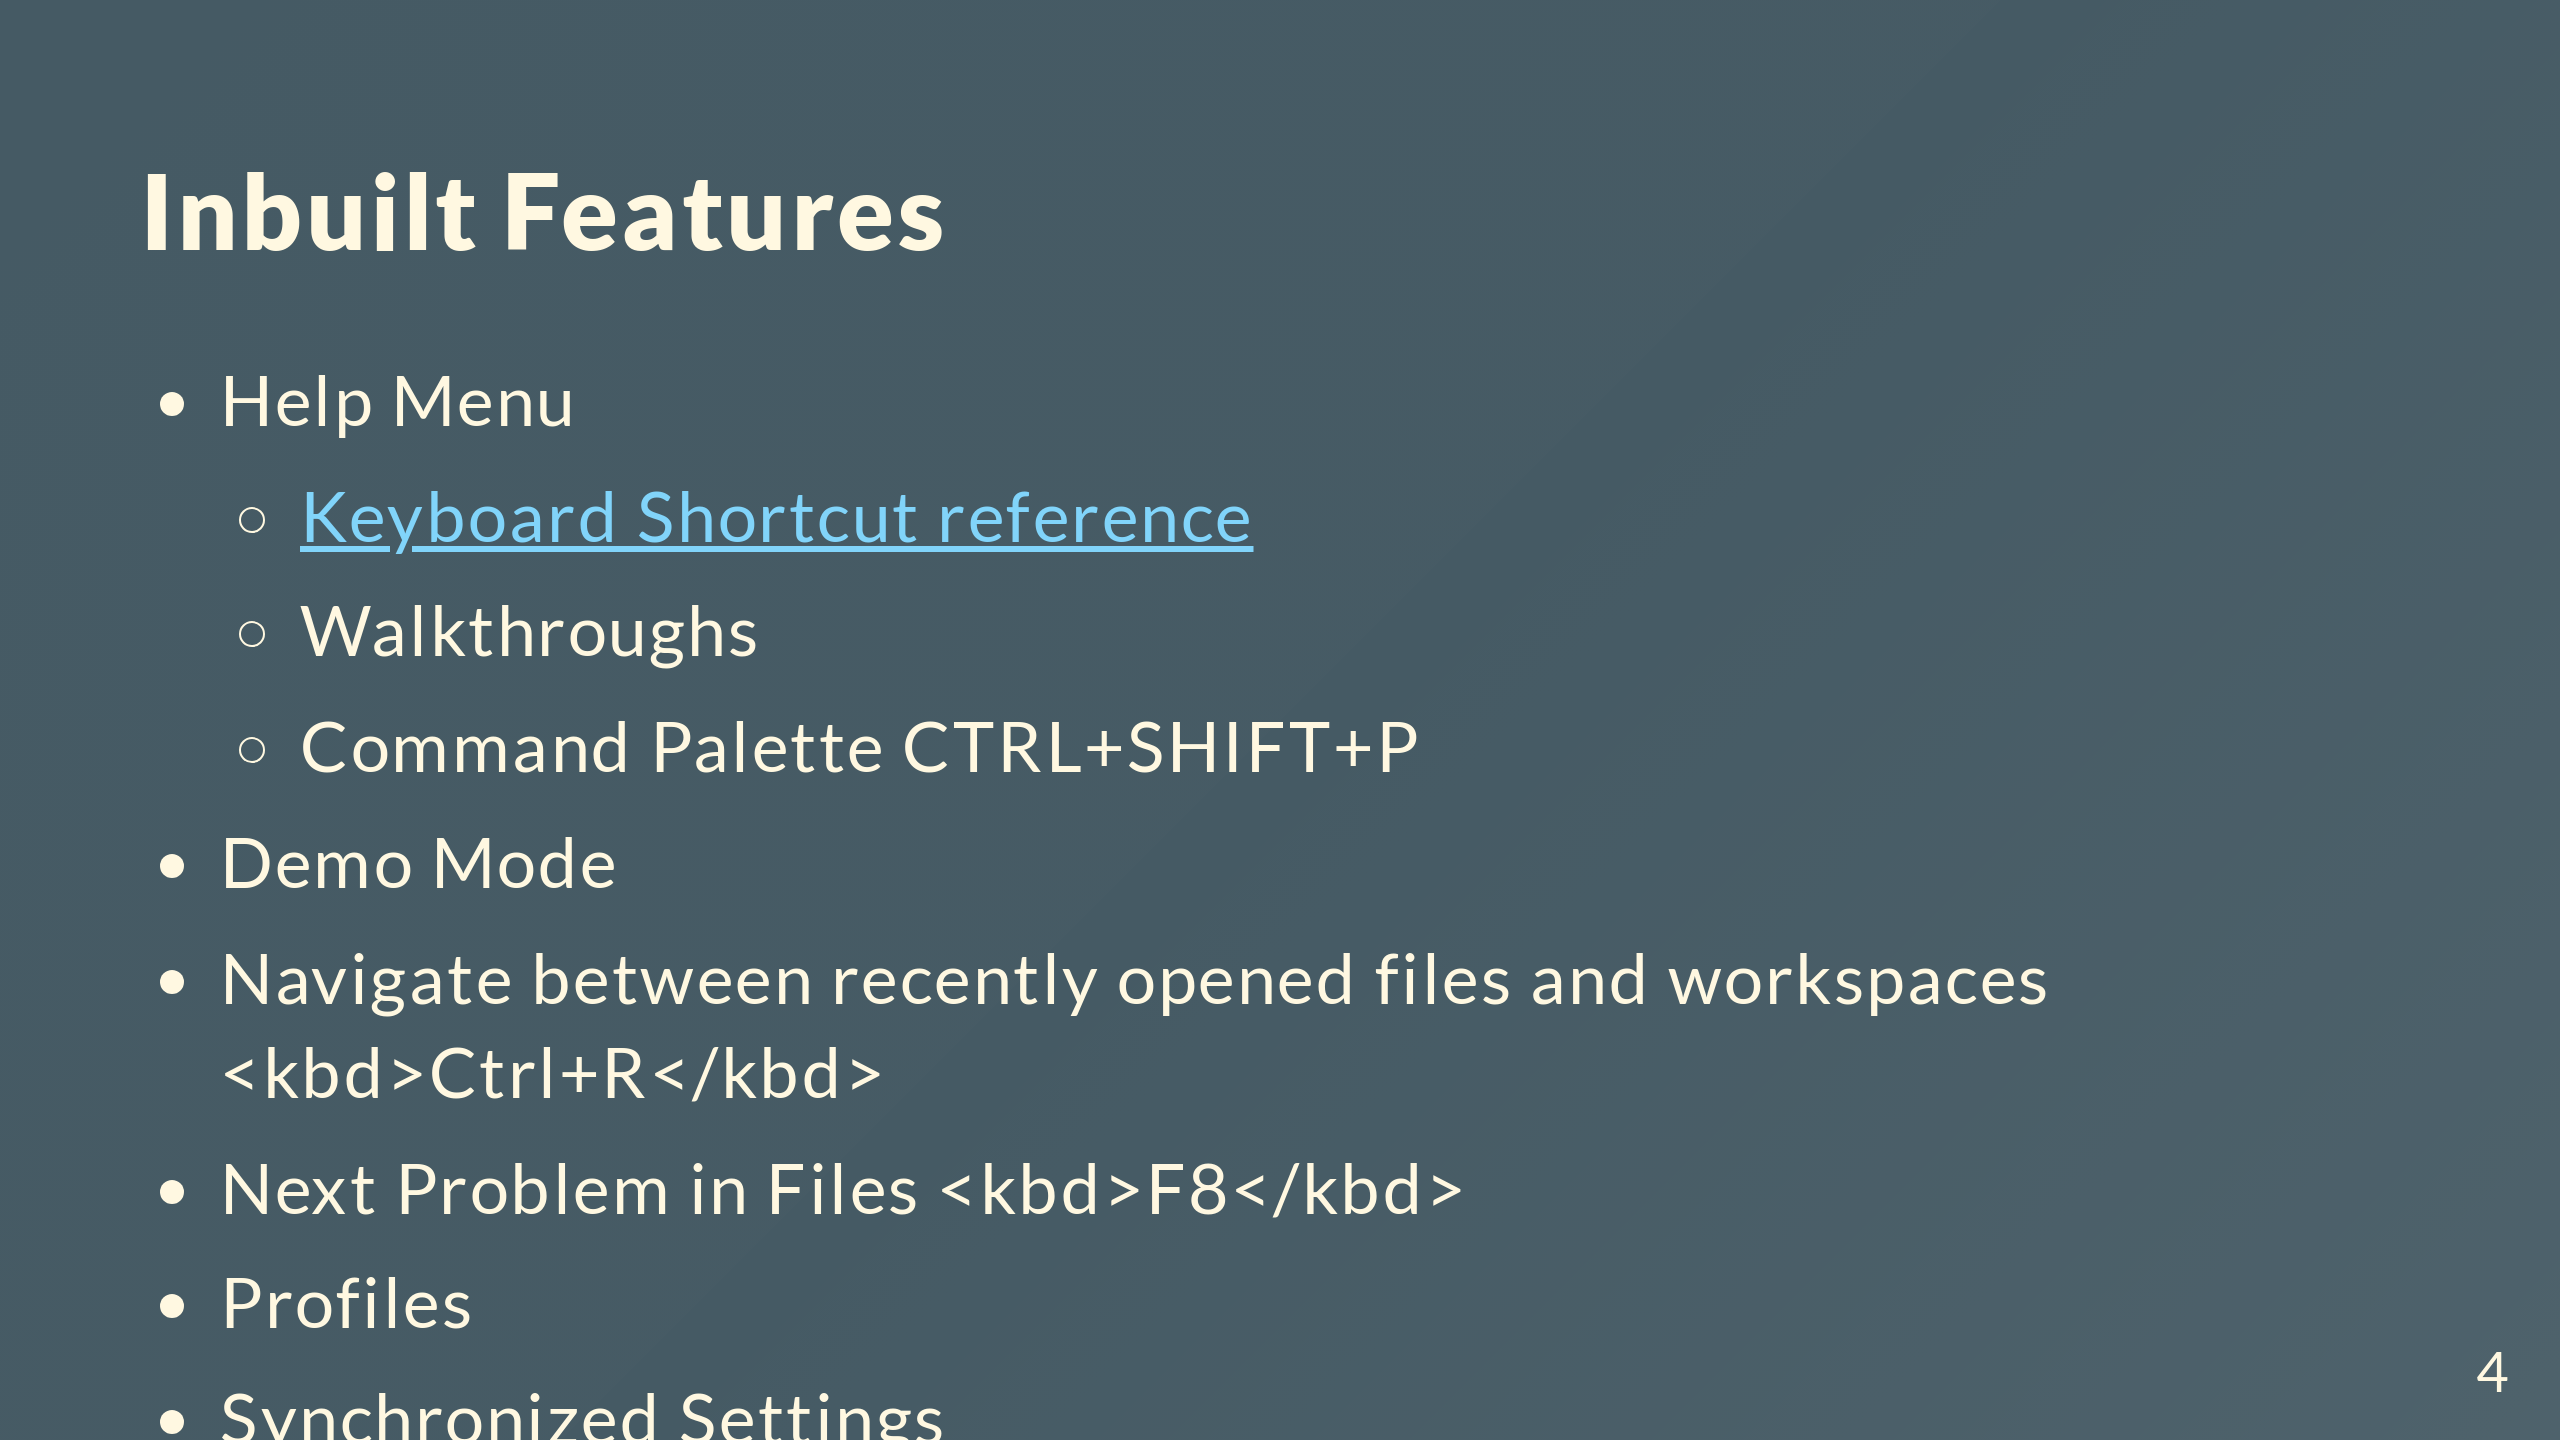 Inbuilt Features
Help Menu
Keyboard Shortcut reference
Walkthroughs
Command Palette CTRL+SHIFT+P
Demo Mode
Navigate between recently opened files and workspaces
<kbd>Ctrl+R</kbd>
Next Problem in Files <kbd>F8</kbd>
Profiles
Synchronized Settings
4